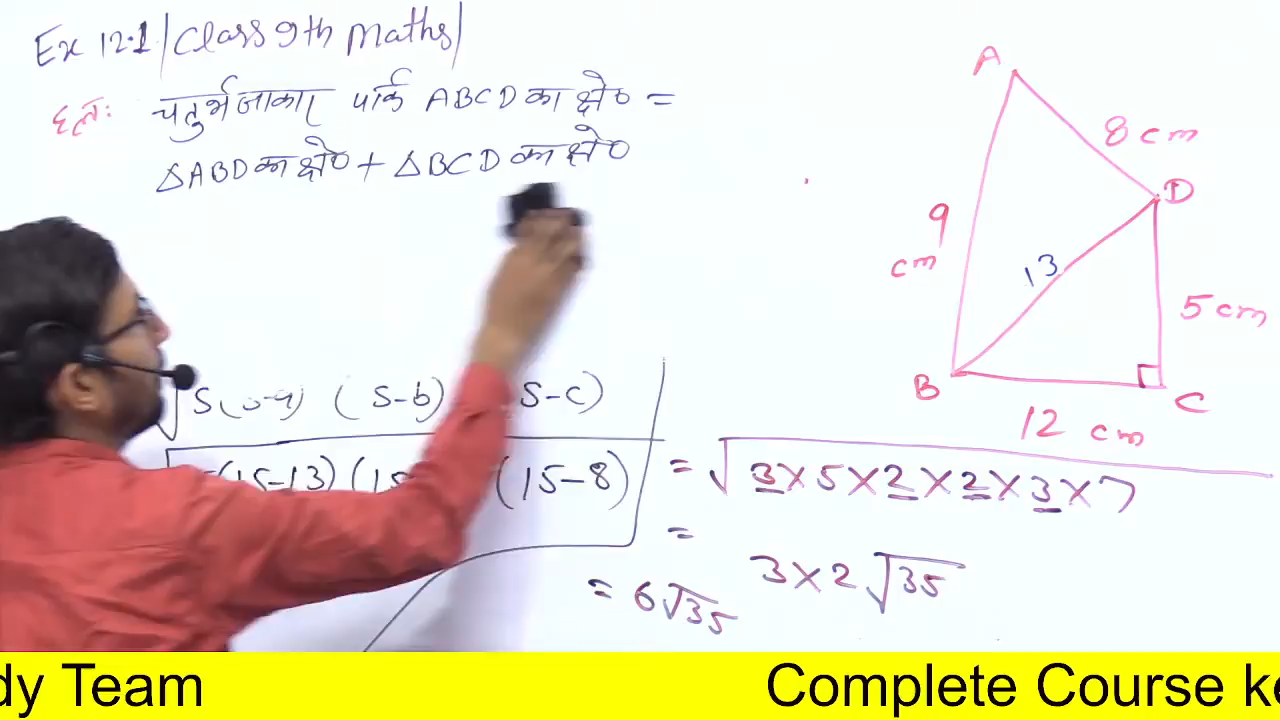 Ex 12.1 | Class 9th Maths |
हल: चतुर्भुजाकार पार्क ABCD का क्षे० =
△ABD का क्षे० + △BCD का क्षे०
A
8 cm
D
9
cm
13
5 cm
B
12 cm
C
S(s-a) (S-b) S-c)
(15-13) (15 (15-8)
= √3×5×2×2×3×7
=
3×2√35
= 6√35
dy Team
Complete Course ke